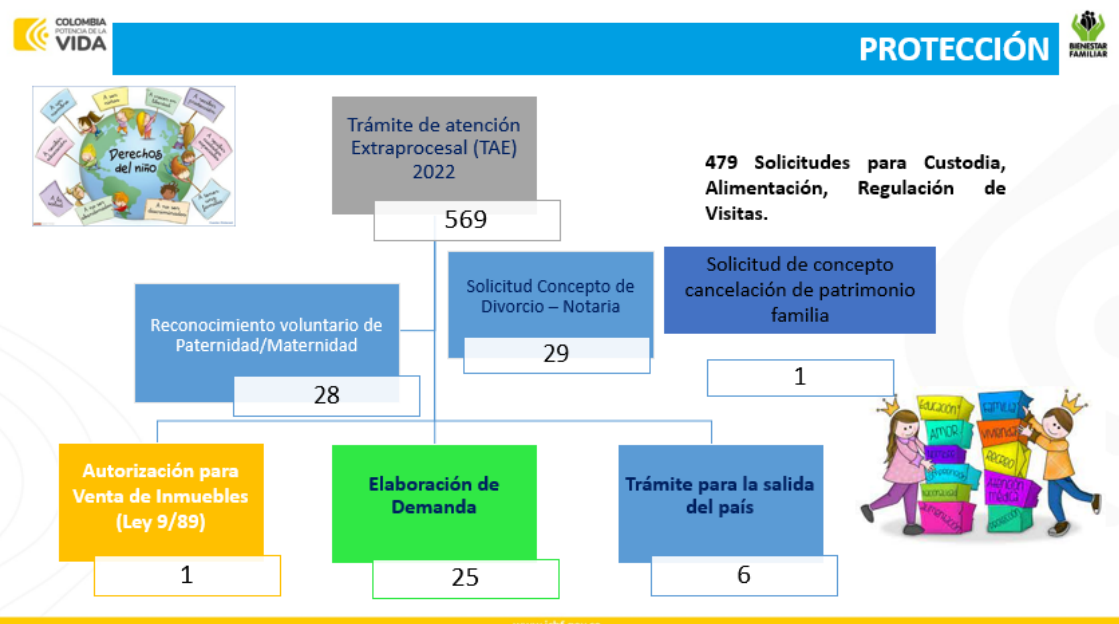 COLOMBIA
POTENCIA DE LA
VIDA
PROTECCIÓN
BIENESTAR
FAMILIAR
Derechos
del niño
Trámite de atención
Extraprocesal (TAE)
2022
569
479 Solicitudes para Custodia,
Alimentación, Regulación de
Visitas.
Solicitud Concepto de
Divorcio – Notaria
29
Solicitud de concepto
cancelación de patrimonio
familia
1
Reconocimiento voluntario de
Paternidad/Maternidad
28
Autorización para
Venta de Inmuebles
(Ley 9/89)
1
Elaboración de
Demanda
25
Trámite para la salida
del país
6
EDUCACIÓN
FAMILIA
AMOR
VIVIENDA
RECREO
ATENCIÓN
MÉDICA
ALIMENTACIÓN
PROTECCIÓN